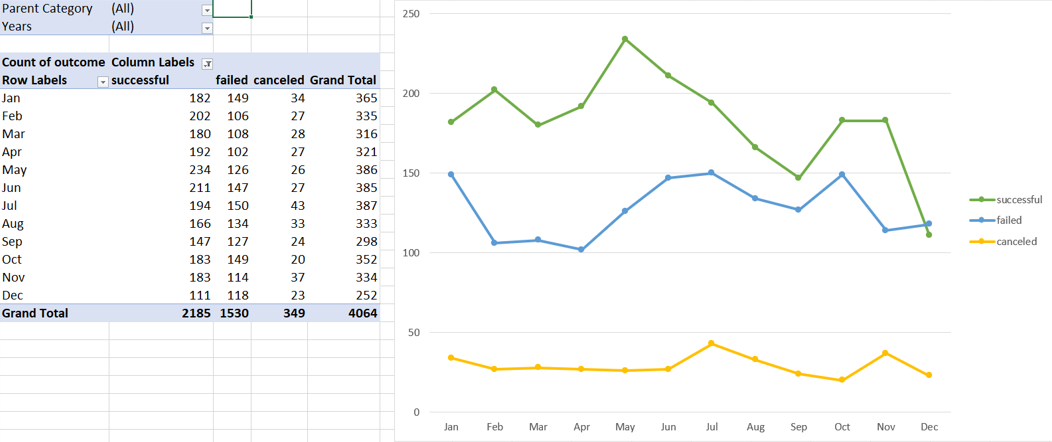 Parent Category (All)
Years (All)
Count of outcome Column Labels
Row Labels successful failed canceled Grand Total
Jan 182 149 34 365
Feb 202 106 27 335
Mar 180 108 28 316
Apr 192 102 27 321
May 234 126 26 386
Jun 211 147 27 385
Jul 194 150 43 387
Aug 166 134 33 333
Sep 147 127 24 298
Oct 183 149 20 352
Nov 183 114 37 334
Dec 111 118 23 252
Grand Total 2185 1530 349 4064
250
200
150
100
50
0
Jan Feb Mar Apr May Jun Jul Aug Sep Oct Nov Dec
successful
failed
canceled